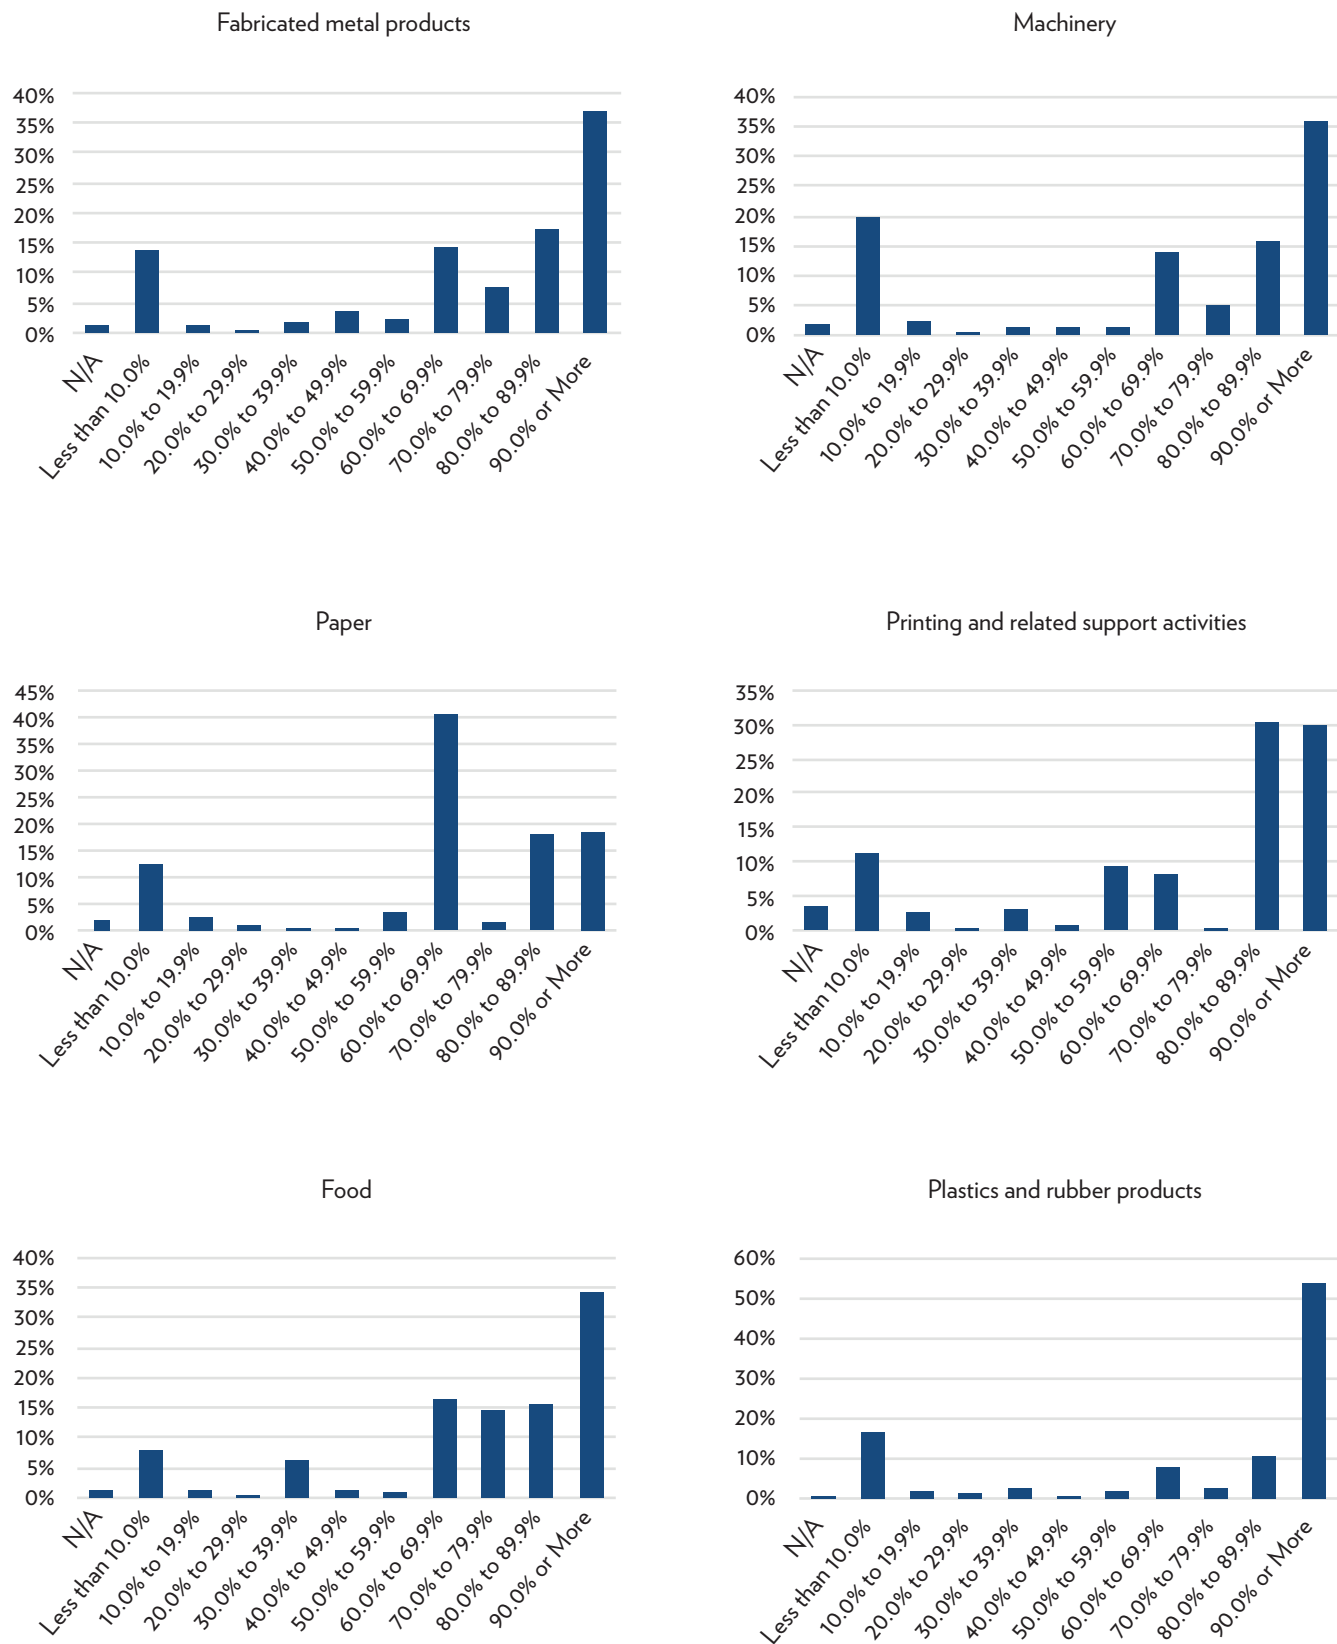 Fabricated metal products
40%
35%
30%
25%
20%
15%
10%
5%
0%
N/A
Less than 10.0%
10.0% to 19.9%
20.0% to 29.9%
30.0% to 39.9%
40.0% to 49.9%
50.0% to 59.9%
60.0% to 69.9%
70.0% to 79.9%
80.0% to 89.9%
90.0% or More
Machinery
40%
35%
30%
25%
20%
15%
10%
5%
0%
N/A
Less than 10.0%
10.0% to 19.9%
20.0% to 29.9%
30.0% to 39.9%
40.0% to 49.9%
50.0% to 59.9%
60.0% to 69.9%
70.0% to 79.9%
80.0% to 89.9%
90.0% or More
Paper
45%
40%
35%
30%
25%
20%
15%
10%
5%
0%
N/A
Less than 10.0%
10.0% to 19.9%
20.0% to 29.9%
30.0% to 39.9%
40.0% to 49.9%
50.0% to 59.9%
60.0% to 69.9%
70.0% to 79.9%
80.0% to 89.9%
90.0% or More
Printing and related support activities
35%
30%
25%
20%
15%
10%
5%
0%
N/A
Less than 10.0%
10.0% to 19.9%
20.0% to 29.9%
30.0% to 39.9%
40.0% to 49.9%
50.0% to 59.9%
60.0% to 69.9%
70.0% to 79.9%
80.0% to 89.9%
90.0% or More
Food
40%
35%
30%
25%
20%
15%
10%
5%
0%
N/A
Less than 10.0%
10.0% to 19.9%
20.0% to 29.9%
30.0% to 39.9%
40.0% to 49.9%
50.0% to 59.9%
60.0% to 69.9%
70.0% to 79.9%
80.0% to 89.9%
90.0% or More
Plastics and rubber products
60%
50%
40%
30%
20%
10%
0%
N/A
Less than 10.0%
10.0% to 19.9%
20.0% to 29.9%
30.0% to 39.9%
40.0% to 49.9%
50.0% to 59.9%
60.0% to 69.9%
70.0% to 79.9%
80.0% to 89.9%
90.0% or More